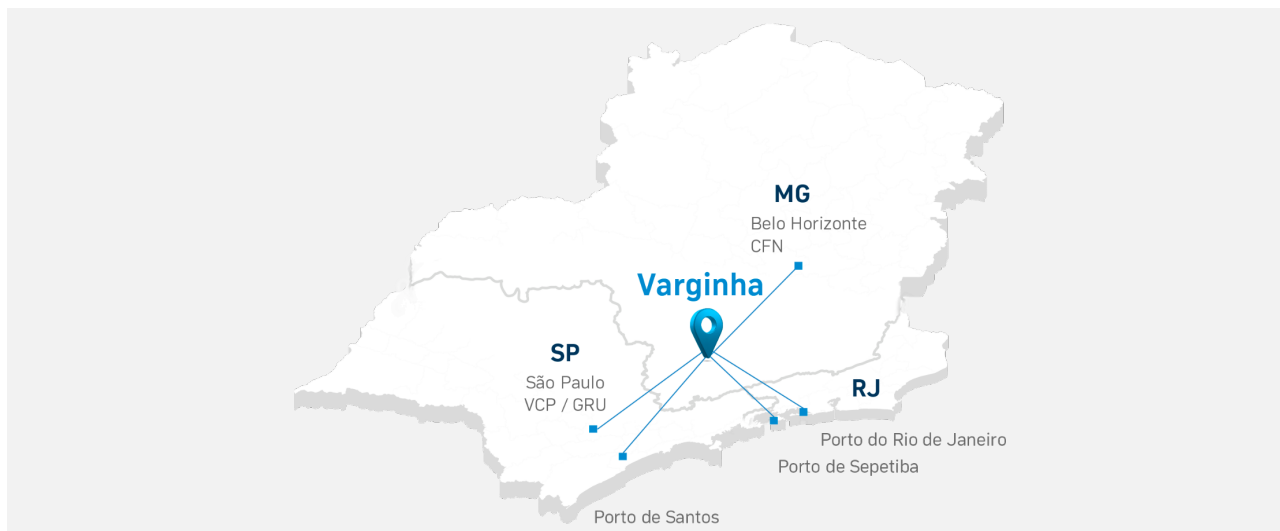 MG
Belo Horizonte
CFN
Varginha
SP
São Paulo
VCP / GRU
RJ
Porto do Rio de Janeiro
Porto de Sepetiba
Porto de Santos